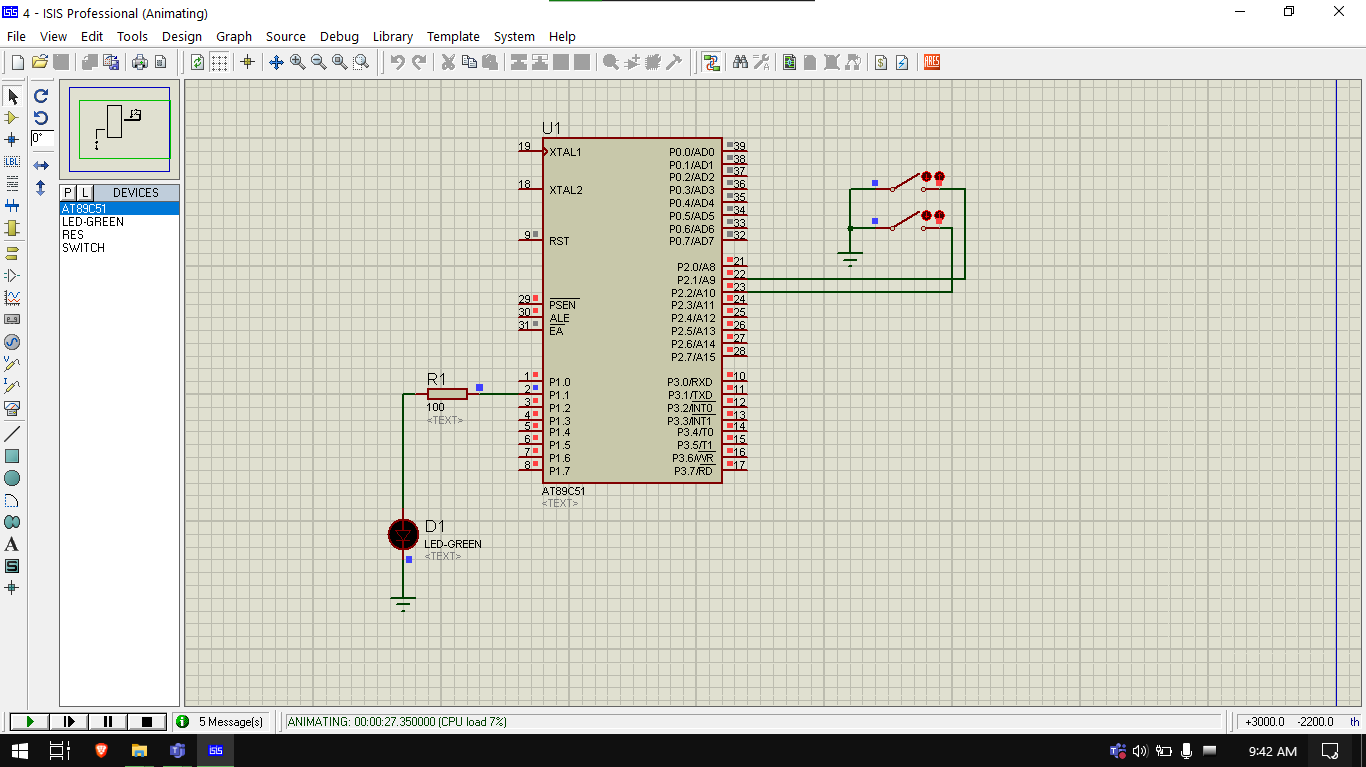 4 - ISIS Professional (Animating)
File View Edit Tools Design Graph Source Debug Library Template System Help
ARES
0°
LBL
P L DEVICES
AT89C51
LED-GREEN
RES
SWITCH
A
S
U1
19 XTAL1
18 XTAL2
9 RST
29 PSEN
30 ALE
31 EA
1 P1.0
2 P1.1
3 P1.2
4 P1.3
5 P1.4
6 P1.5
7 P1.6
8 P1.7
P0.0/AD0 39
P0.1/AD1 38
P0.2/AD2 37
P0.3/AD3 36
P0.4/AD4 35
P0.5/AD5 34
P0.6/AD6 33
P0.7/AD7 32
P2.0/A8 21
P2.1/A9 22
P2.2/A10 23
P2.3/A11 24
P2.4/A12 25
P2.5/A13 26
P2.6/A14 27
P2.7/A15 28
P3.0/RXD 10
P3.1/TXD 11
P3.2/INT0 12
P3.3/INT1 13
P3.4/T0 14
P3.5/T1 15
P3.6/WR 16
P3.7/RD 17
AT89C51
<TEXT>
R1
100
<TEXT>
D1
LED-GREEN
<TEXT>
5 Message(s)
ANIMATING: 00:00:27.350000 (CPU load 7%)
+3000.0 -2200.0 th
ISIS
9:42 AM